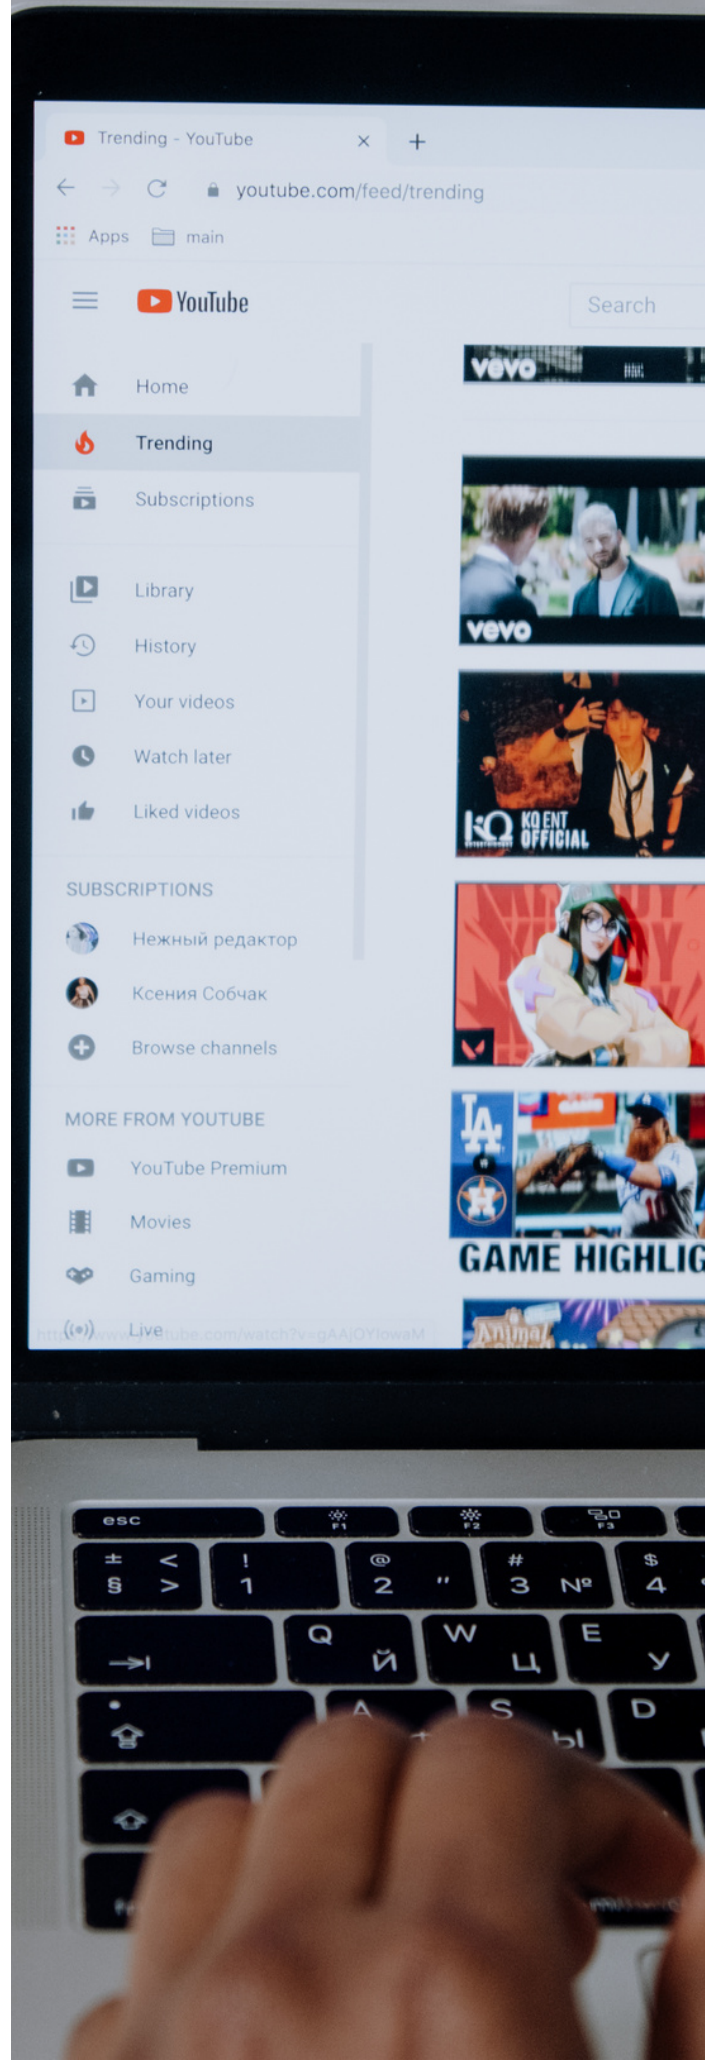 Trending - YouTube
youtube.com/feed/trending
Apps main
YouTube
Search
Home
Trending
Subscriptions
Library
History
Your videos
Watch later
Liked videos
SUBSCRIPTIONS
Нежный редактор
Ксения Собчак
Browse channels
MORE FROM YOUTUBE
YouTube Premium
Movies
Gaming
Live
vevo
vevo
KQ ENT
OFFICIAL
LA
H
GAME HIGHLIG
Animal
esc F1 F2 F3
± < ! @ # $
§ > 1 2 " 3 № 4
Q Й W Ц E У
A S Ы D